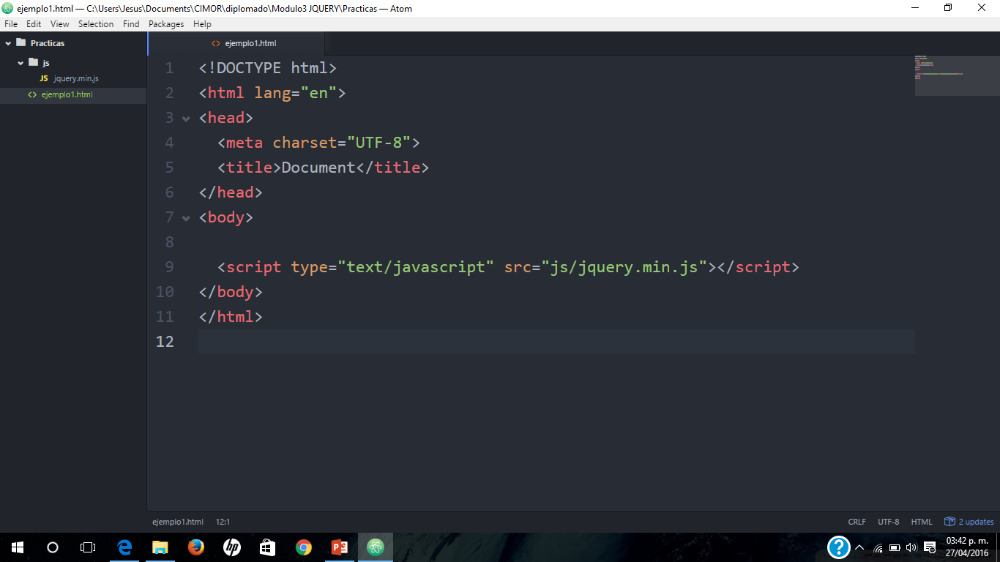 ejemplo1.html — C:\Users\Jesus\Documents\CIMOR\diplomado\Modulo3 JQUERY\Practicas — Atom
File Edit View Selection Find Packages Help
Practicas
js
JS jquery.min.js
<> ejemplo1.html
<> ejemplo1.html
1 <!DOCTYPE html>
2 <html lang="en">
3 <head>
4 <meta charset="UTF-8">
5 <title>Document</title>
6 </head>
7 <body>
8
9 <script type="text/javascript" src="js/jquery.min.js"></script>
10 </body>
11 </html>
12
ejemplo1.html 12:1 CRLF UTF-8 HTML 2 updates
hp
03:42 p. m.
27/04/2016